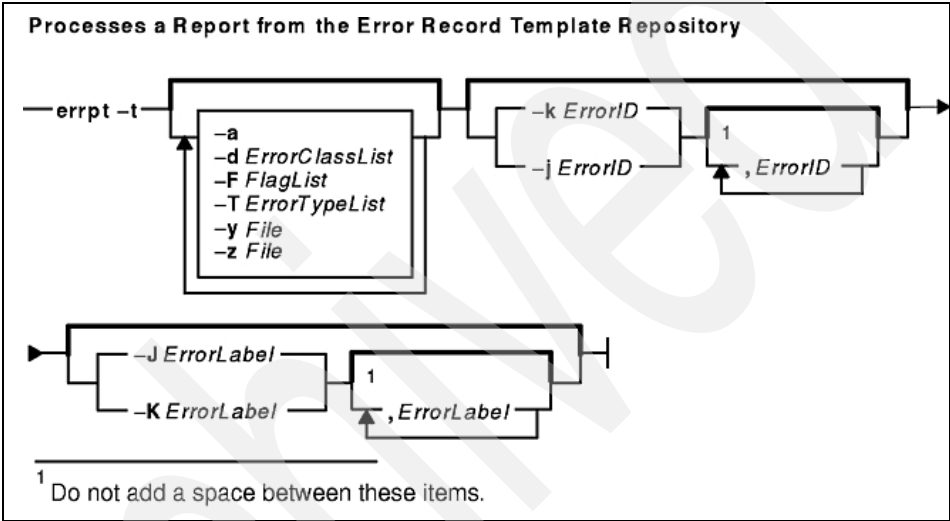 Processes a Report from the Error Record Template Repository
errpt –t
–a
–d ErrorClassList
–F FlagList
–T ErrorTypeList
–y File
–z File
–k ErrorID
–j ErrorID
1
, ErrorID
–J ErrorLabel
–K ErrorLabel
1
, ErrorLabel
1 Do not add a space between these items.